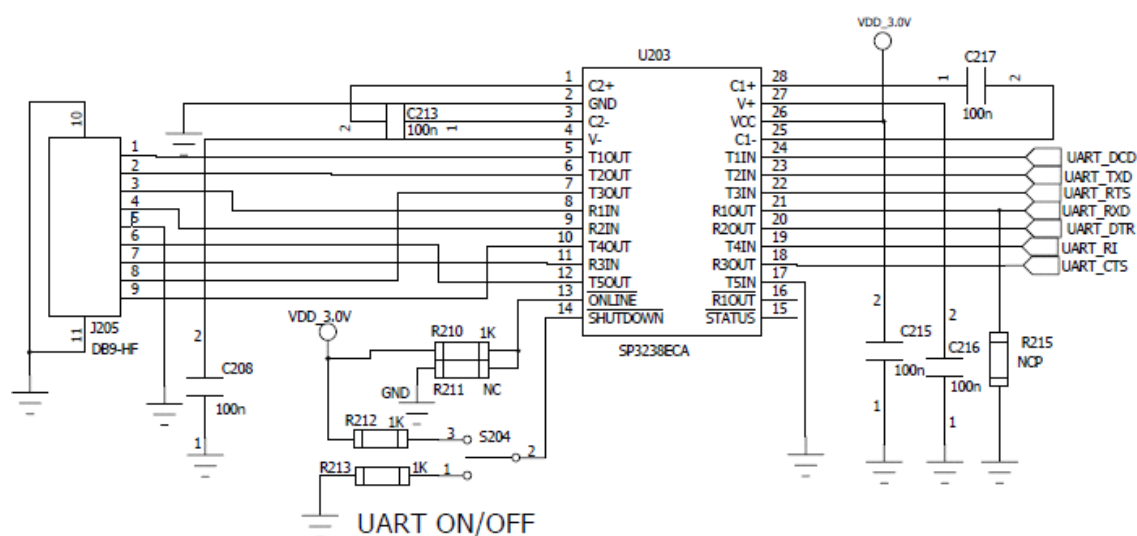 VDD_3.0V
U203
C217
1 2
100n
1 C2+ C1+ 28
2 GND V+ 27
3 C2- VCC 26
4 V- C1- 25
5 T1OUT T1IN 24
6 T2OUT T2IN 23
7 T3OUT T3IN 22
8 R1IN R1OUT 21
9 R2IN R2OUT 20
10 T4OUT T4IN 19
11 R3IN R3OUT 18
12 T5OUT T5IN 17
13 ONLINE R1OUT 16
14 SHUTDOWN STATUS 15
SP3238ECA
C213
2 100n 1
UART_DCD
UART_TXD
UART_RTS
UART_RXD
UART_DTR
UART_RI
UART_CTS
10
1
2
3
4
5
6
7
8
9
11
J205
DB9-HF
2
C208
100n
1
VDD_3.0V
R210 1K
R211 NC
GND
R212 1K
3 S204
2
R213 1K 1
2
C215
100n
1
2
C216
100n
1
R215
NCP
UART ON/OFF